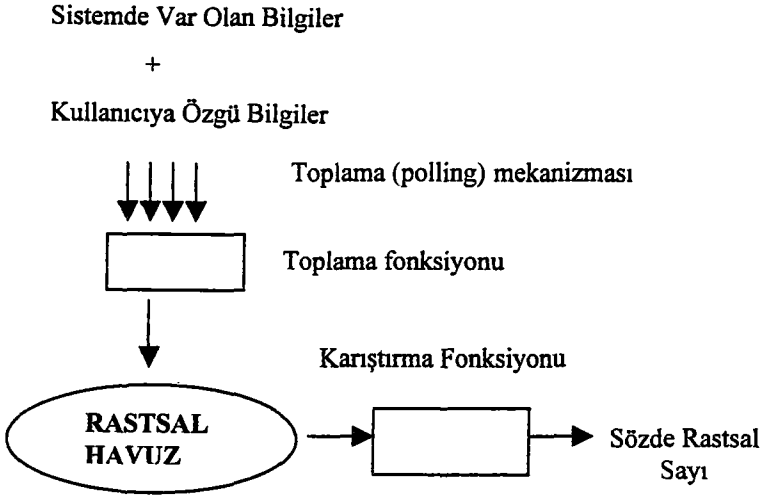 Sistemde Var Olan Bilgiler
+
Kullanıcıya Özgü Bilgiler
Toplama (polling) mekanizması
Toplama fonksiyonu
Karıştırma Fonksiyonu
RASTSAL
HAVUZ
Sözde Rastsal
Sayı